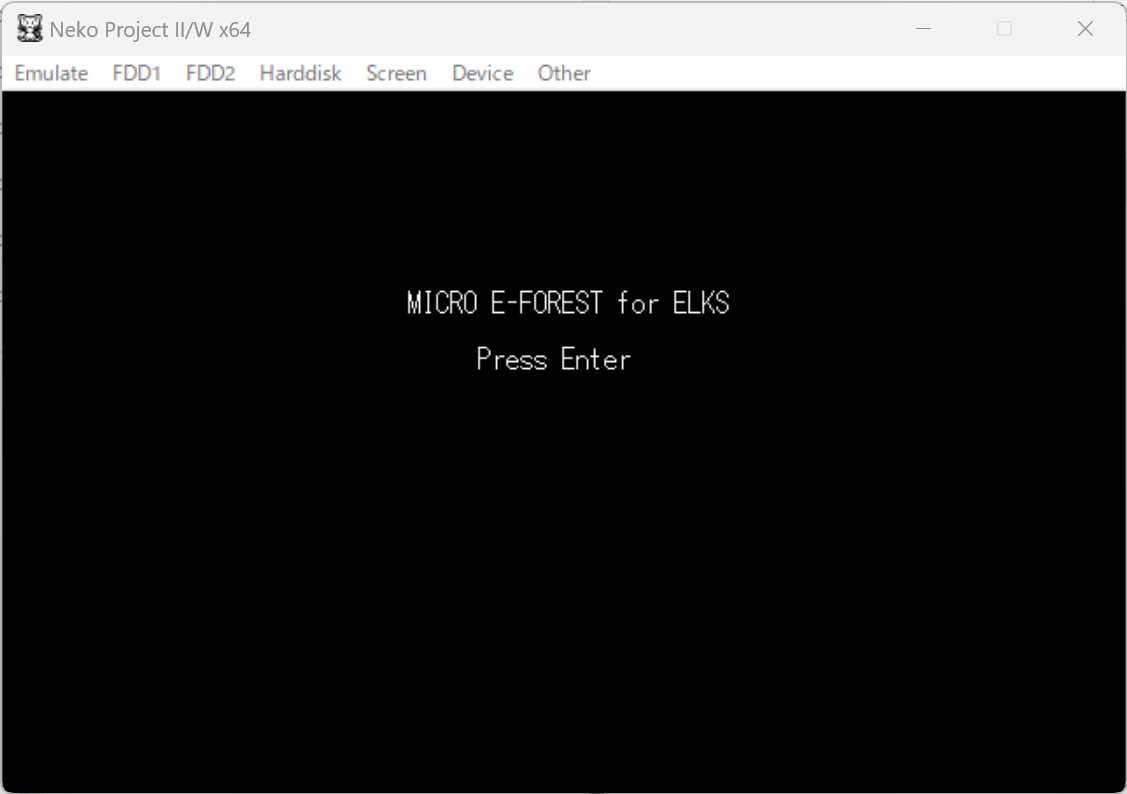 Neko Project II/W x64
Emulate FDD1 FDD2 Harddisk Screen Device Other
MICRO E-FOREST for ELKS
Press Enter